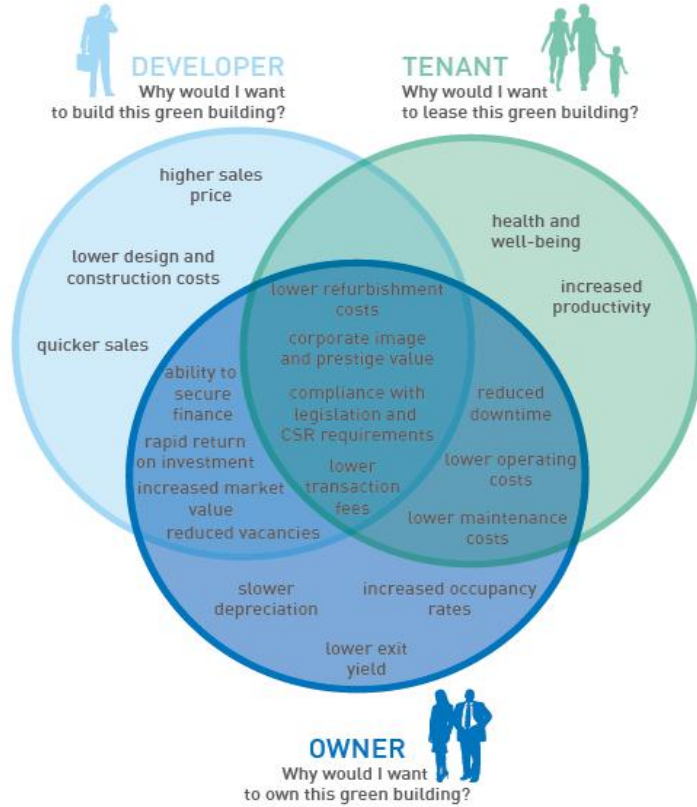 DEVELOPER
Why would I want
to build this green building?
TENANT
Why would I want
to lease this green building?
higher sales
price
lower design and
construction costs
quicker sales
health and
well-being
increased
productivity
lower refurbishment
costs
corporate image
and prestige value
compliance with
legislation and
CSR requirements
lower
transaction
fees
ability to
secure
finance
rapid return
on investment
increased market
value
reduced vacancies
reduced
downtime
lower operating
costs
lower maintenance
costs
slower
depreciation
increased occupancy
rates
lower exit
yield
OWNER
Why would I want
to own this green building?